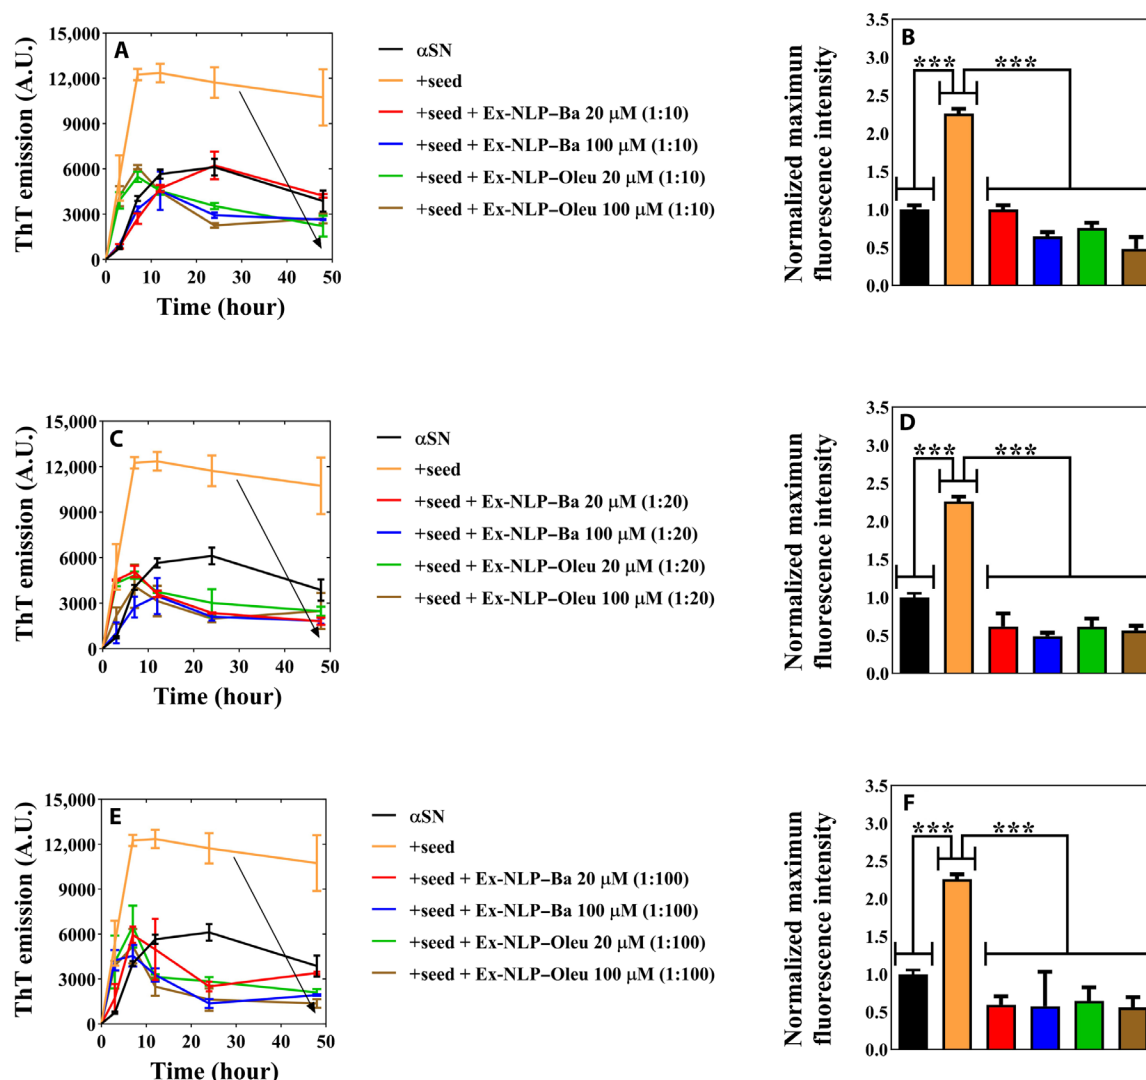 A
15,000
12,000
9000
6000
3000
0
0 10 20 30 40 50
ThT emission (A.U.)
Time (hour)
αSN
+seed
+seed + Ex-NLP–Ba 20 μM (1:10)
+seed + Ex-NLP–Ba 100 μM (1:10)
+seed + Ex-NLP–Oleu 20 μM (1:10)
+seed + Ex-NLP–Oleu 100 μM (1:10)
B
3.5
3.0
2.5
2.0
1.5
1.0
0.5
0.0
Normalized maximun
fluorescence intensity
*** ***
C
15,000
12,000
9000
6000
3000
0
0 10 20 30 40 50
ThT emission (A.U.)
Time (hour)
αSN
+seed
+seed + Ex-NLP–Ba 20 μM (1:20)
+seed + Ex-NLP–Ba 100 μM (1:20)
+seed + Ex-NLP–Oleu 20 μM (1:20)
+seed + Ex-NLP–Oleu 100 μM (1:20)
D
3.5
3.0
2.5
2.0
1.5
1.0
0.5
0.0
Normalized maximun
fluorescence intensity
*** ***
E
15,000
12,000
9000
6000
3000
0
0 10 20 30 40 50
ThT emission (A.U.)
Time (hour)
αSN
+seed
+seed + Ex-NLP–Ba 20 μM (1:100)
+seed + Ex-NLP–Ba 100 μM (1:100)
+seed + Ex-NLP–Oleu 20 μM (1:100)
+seed + Ex-NLP–Oleu 100 μM (1:100)
F
3.5
3.0
2.5
2.0
1.5
1.0
0.5
0.0
Normalized maximun
fluorescence intensity
*** ***